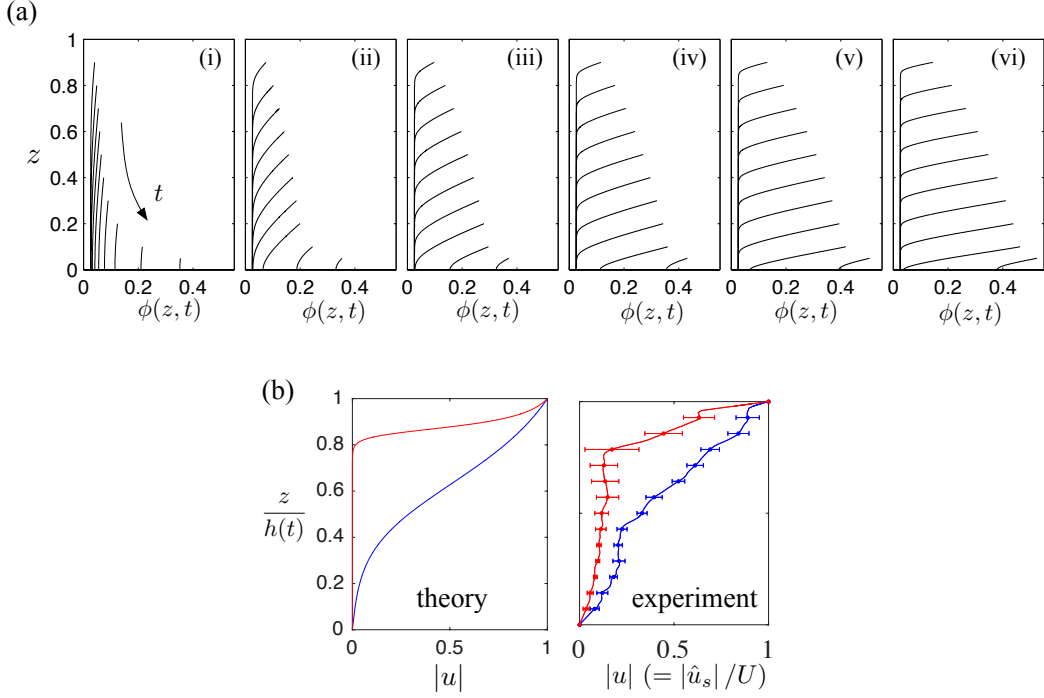 (a)
(i) (ii) (iii) (iv) (v) (vi)
1
0.8
0.6
0.4
0.2
0
z
t
0 0.2 0.4 0 0.2 0.4 0 0.2 0.4 0 0.2 0.4 0 0.2 0.4 0 0.2 0.4
ϕ(z, t) ϕ(z, t) ϕ(z, t) ϕ(z, t) ϕ(z, t) ϕ(z, t)
(b)
1
0.8
0.6
0.4
0.2
0
z
h(t)
theory experiment
0.5 1 0 0.5 1
|u| |u| (= |û_s| /U)